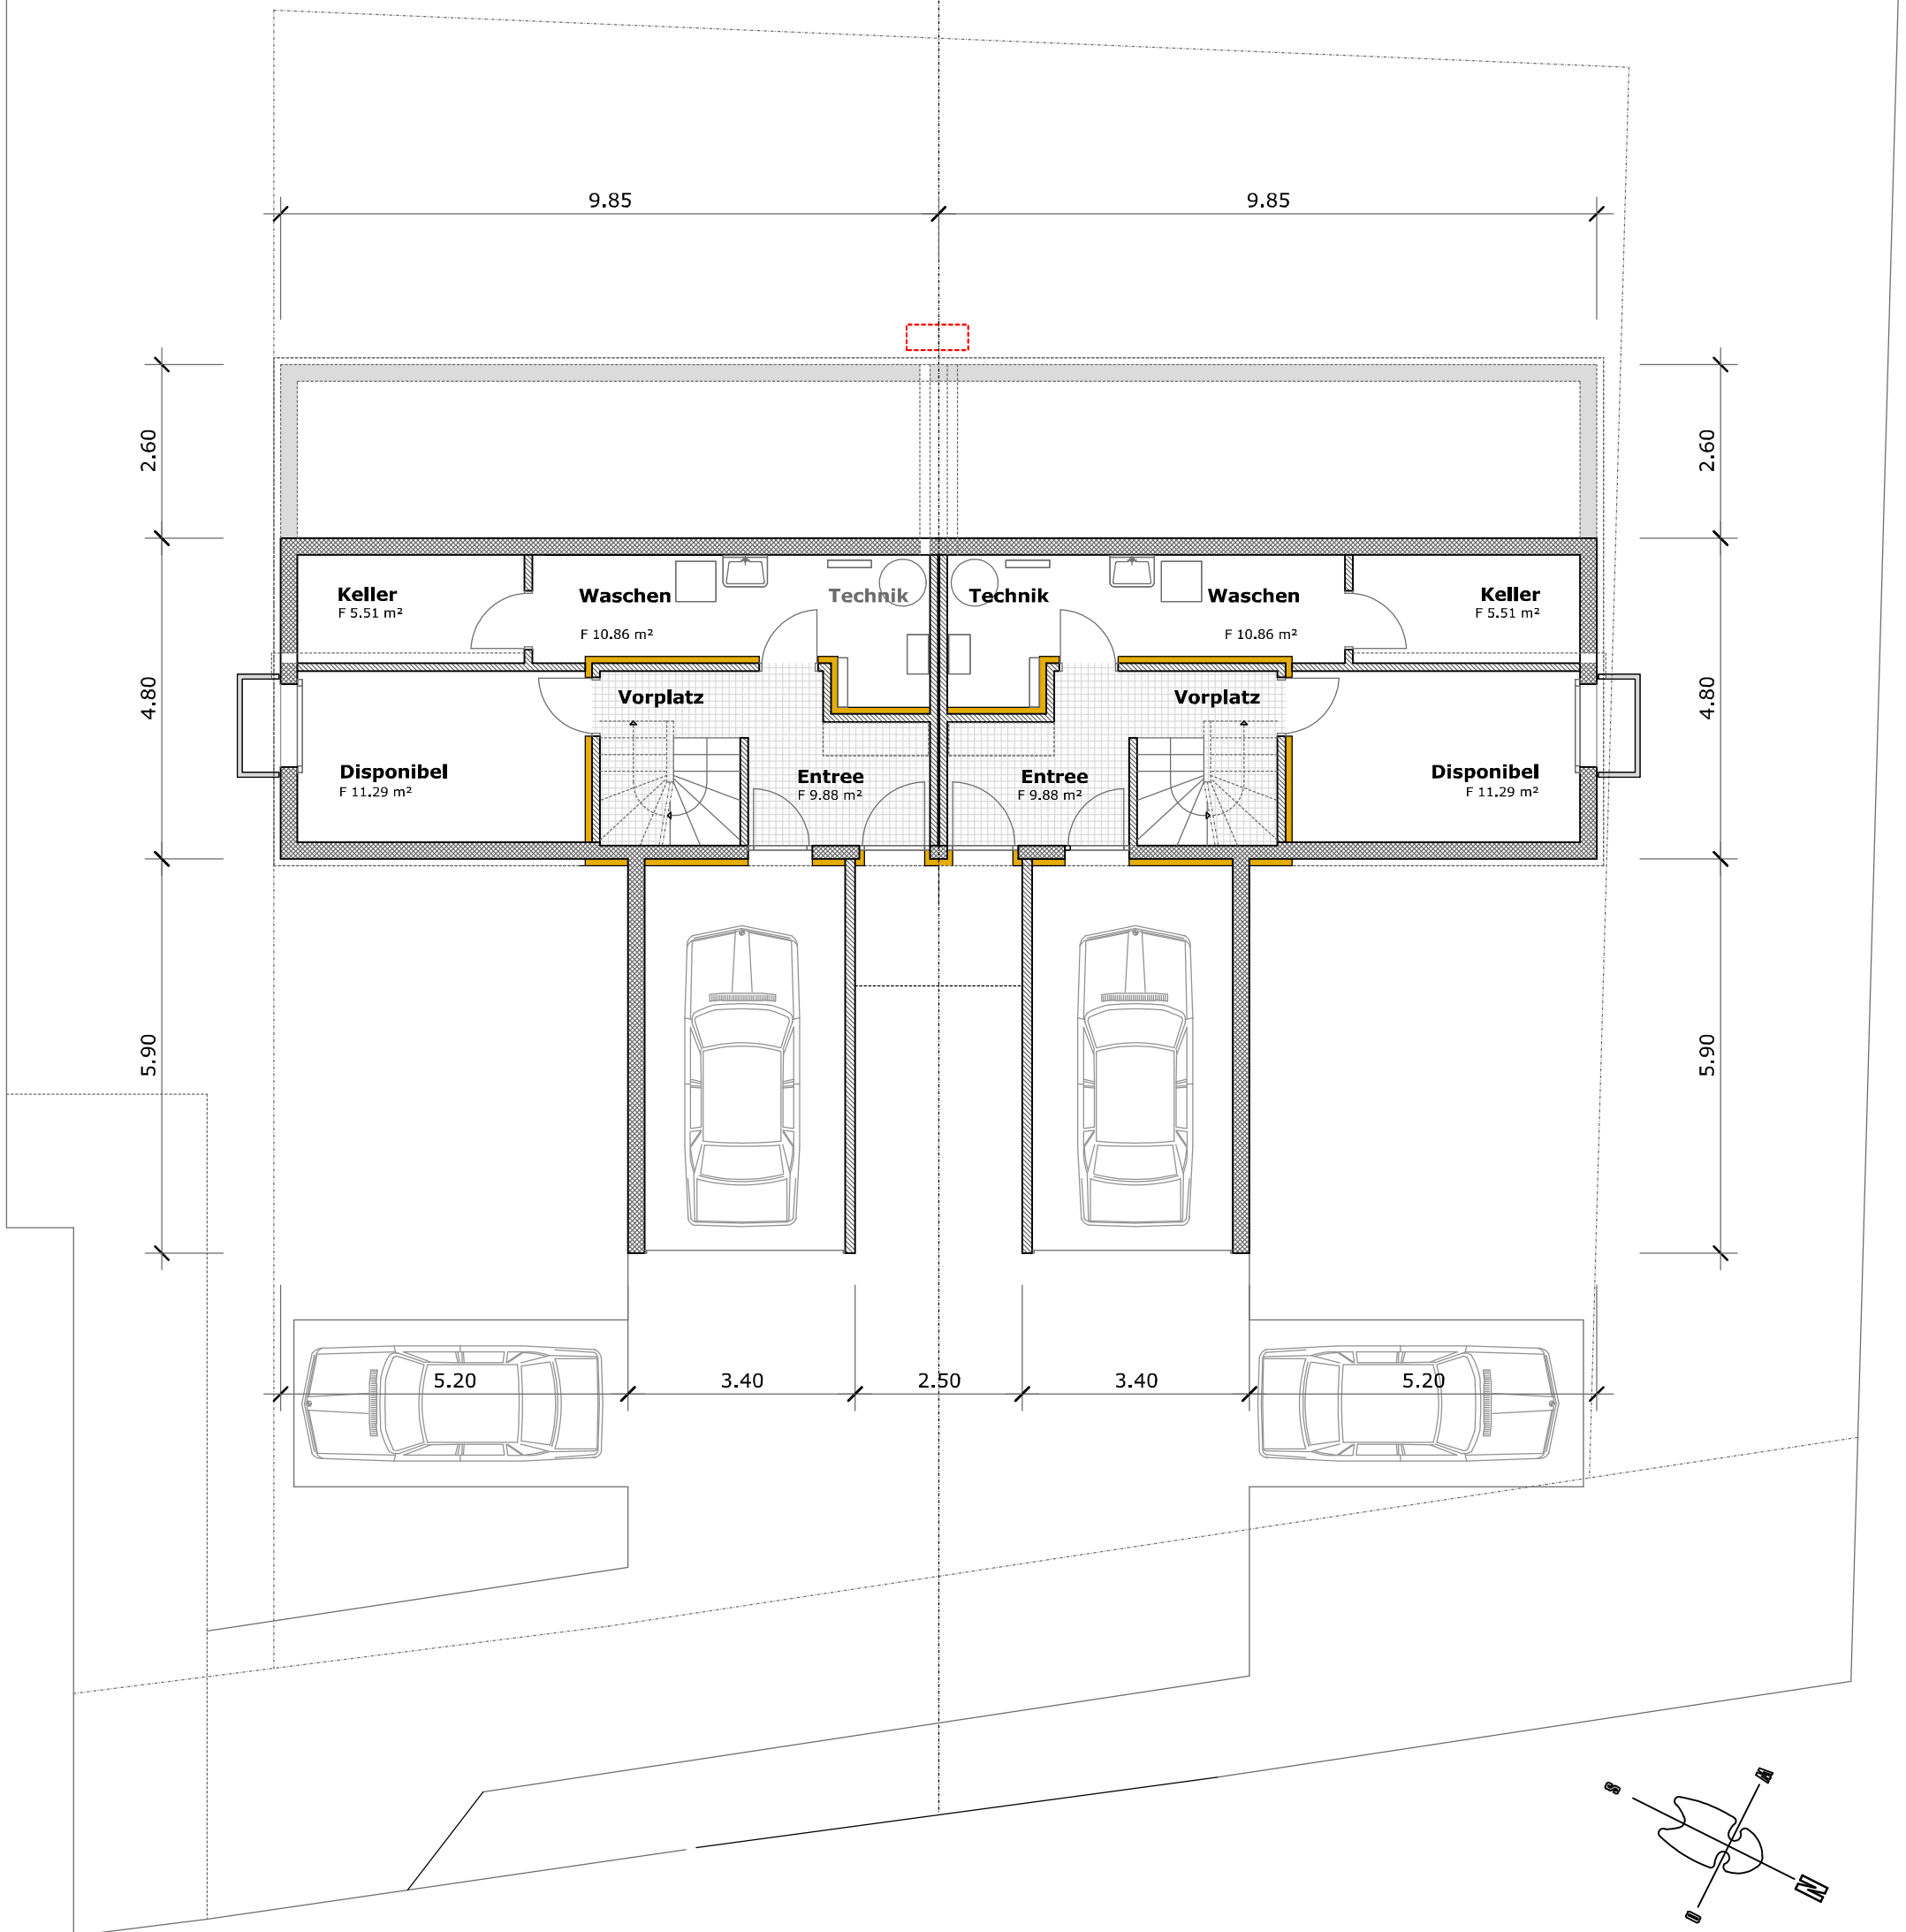 9.85 9.85
2.60 2.60
Keller Waschen Technik Technik Waschen Keller
F 5.51 m² F 5.51 m²
F 10.86 m² F 10.86 m²
4.80 Vorplatz Vorplatz 4.80
Disponibel Entree Entree Disponibel
F 11.29 m² F 9.88 m² F 9.88 m² F 11.29 m²
5.90 5.90
5.20 3.40 2.50 3.40 5.20
S W
N
O